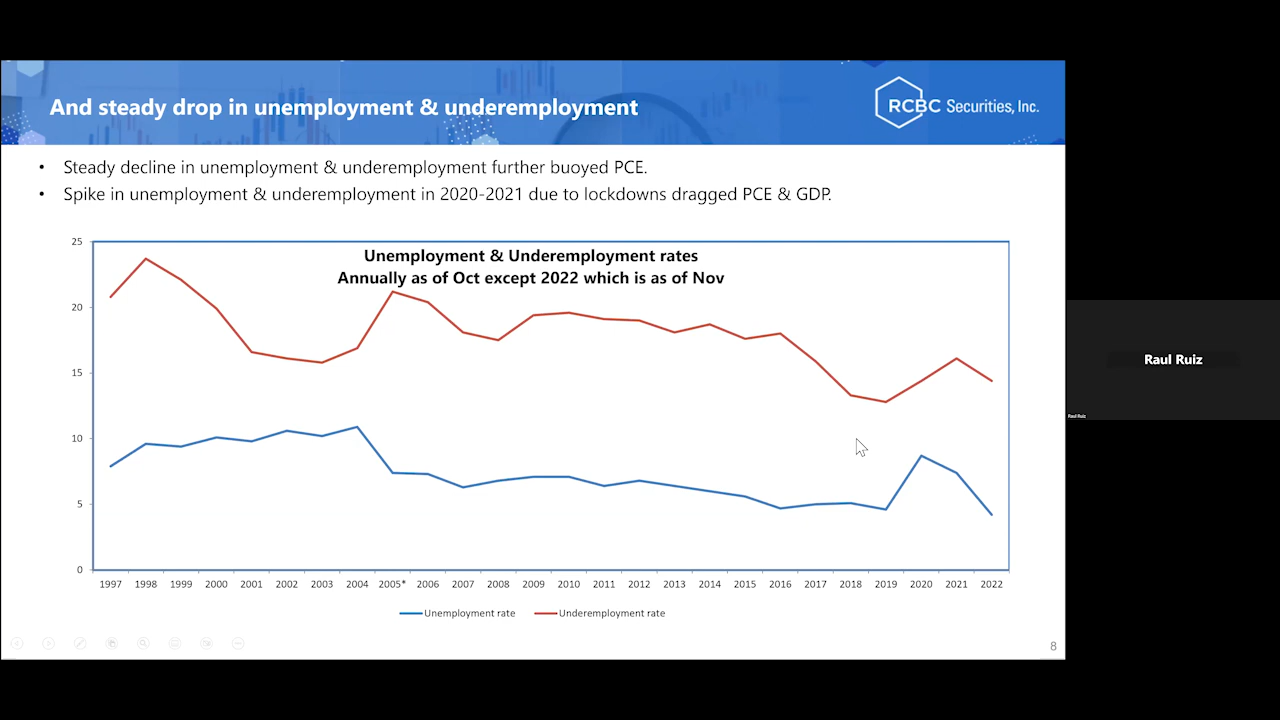 And steady drop in unemployment & underemployment
RCBC Securities, Inc.
• Steady decline in unemployment & underemployment further buoyed PCE.
• Spike in unemployment & underemployment in 2020-2021 due to lockdowns dragged PCE & GDP.
Unemployment & Underemployment rates
Annually as of Oct except 2022 which is as of Nov
25
20
15
10
5
0
1997 1998 1999 2000 2001 2002 2003 2004 2005* 2006 2007 2008 2009 2010 2011 2012 2013 2014 2015 2016 2017 2018 2019 2020 2021 2022
Unemployment rate Underemployment rate
8
Raul Ruiz
Raul Ruiz